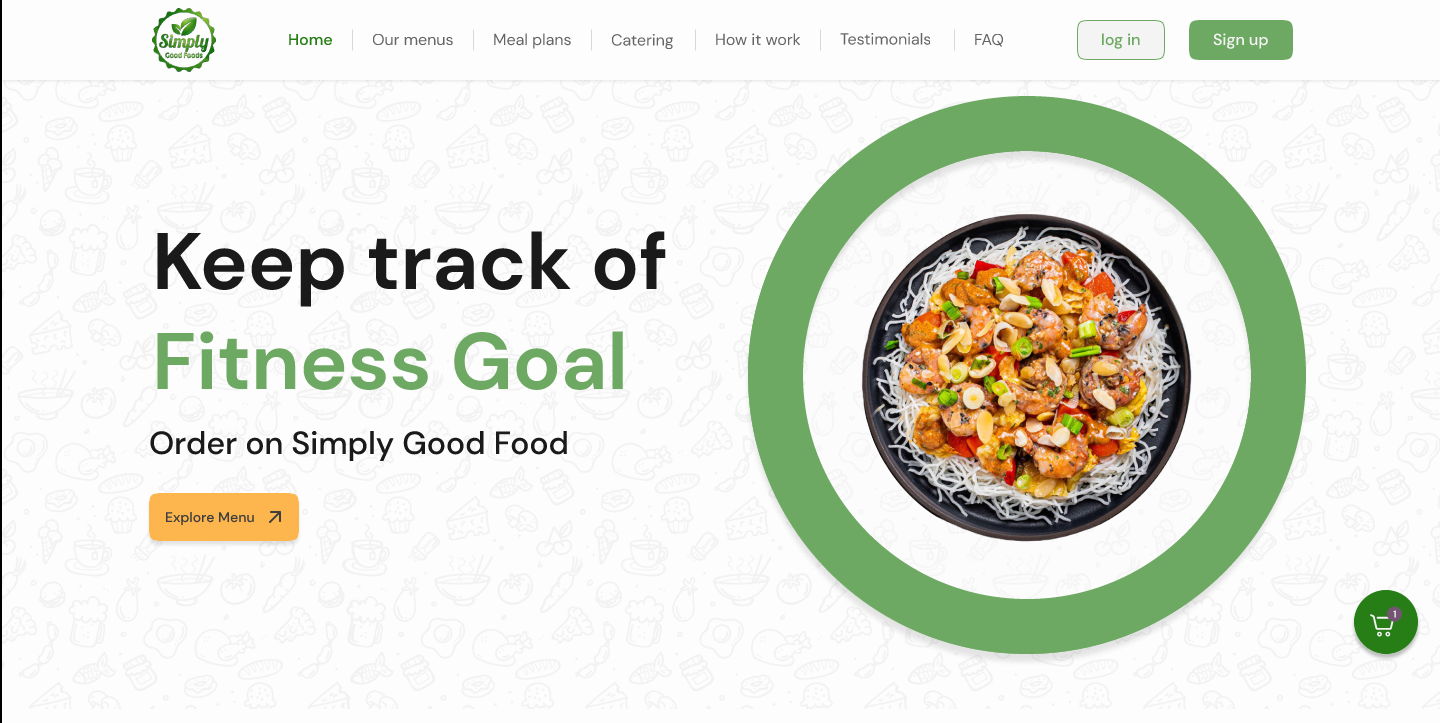 Simply
Good Foods
Home
Our menus
Meal plans
Catering
How it work
Testimonials
FAQ
log in
Sign up
Keep track of
Fitness Goal
Order on Simply Good Food
Explore Menu
1